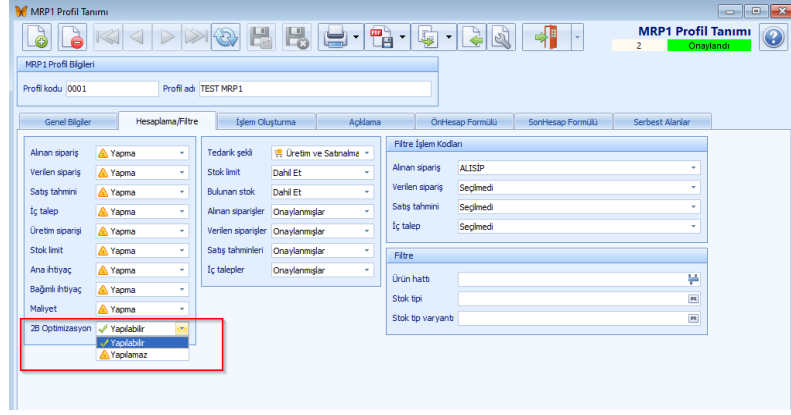 MRP1 Profil Tanımı
MRP1 Profil Tanımı
2 Onaylandı
MRP1 Profil Bilgileri
Profil kodu 0001 Profil adı TEST MRP1
Genel Bilgiler Hesaplama/Filtre İşlem Oluşturma Açıklama ÖnHesap Formülü SonHesap Formülü Serbest Alanlar
Alınan sipariş Yapma
Verilen sipariş Yapma
Satış tahmini Yapma
İç talep Yapma
Üretim siparişi Yapma
Stok limit Yapma
Ana ihtiyaç Yapma
Bağımlı ihtiyaç Yapma
Maliyet Yapma
2B Optimizasyon Yapılabilir
Yapılabilir
Yapılamaz
Tedarik şekli Üretim ve Satınalma
Stok limit Dahil Et
Bulunan stok Dahil Et
Alınan siparişler Onaylanmışlar
Verilen siparişler Onaylanmışlar
Satış tahminleri Onaylanmışlar
İç talepler Onaylanmışlar
Filtre İşlem Kodları
Alınan sipariş ALISİP
Verilen sipariş Seçilmedi
Satış tahmini Seçilmedi
İç talep Seçilmedi
Filtre
Ürün hattı
Stok tipi
Stok tip varyantı